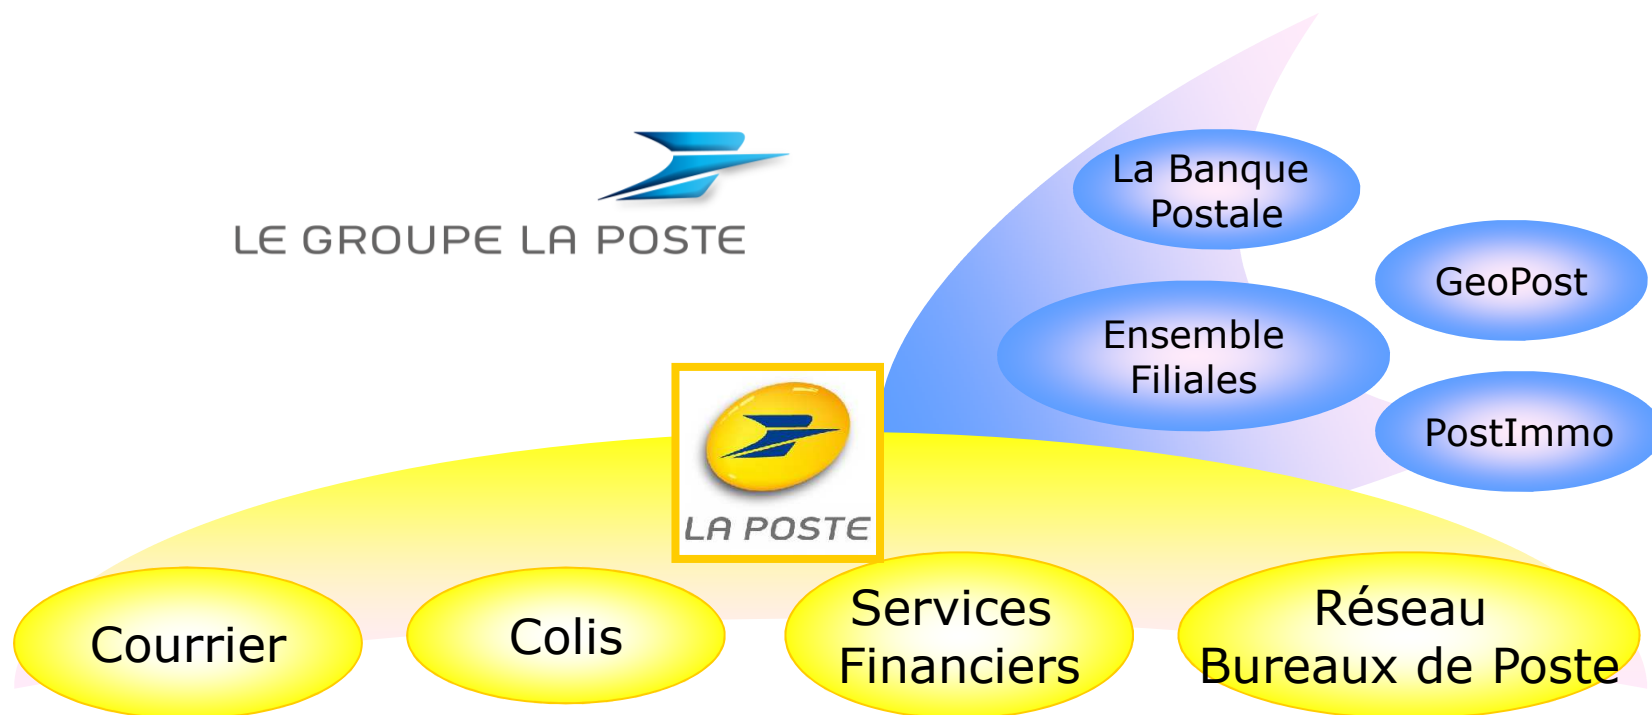 LE GROUPE LA POSTE
La Banque
Postale
GeoPost
Ensemble
Filiales
PostImmo
LA POSTE
Courrier
Colis
Services
Financiers
Réseau
Bureaux de Poste